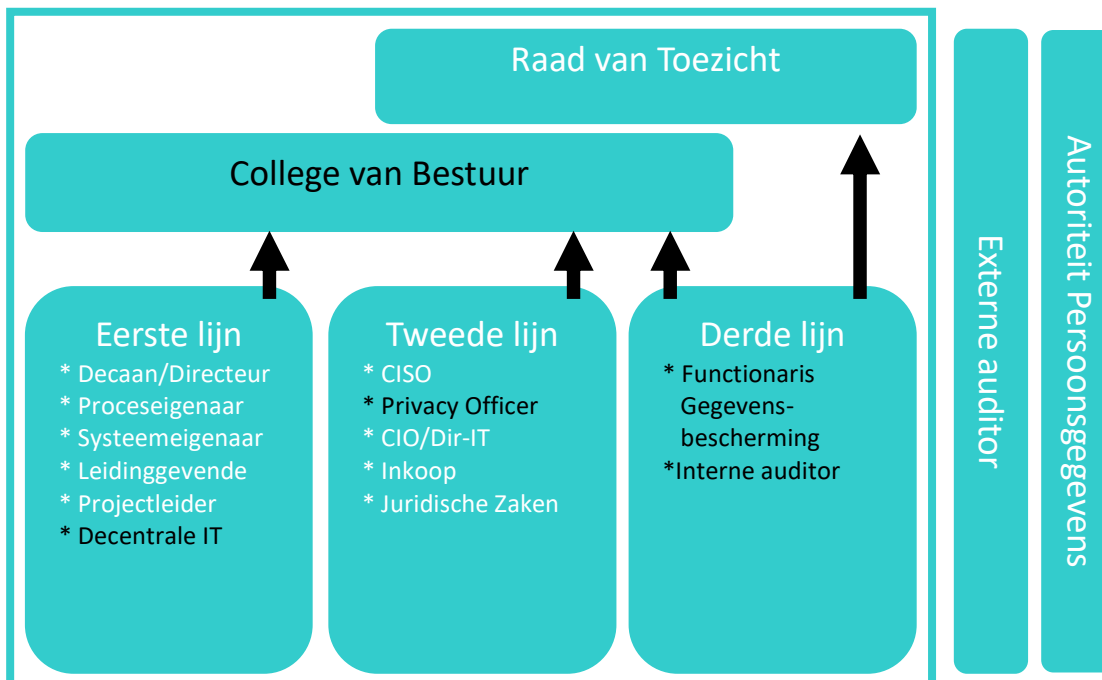 Raad van Toezicht
College van Bestuur
Eerste lijn
* Decaan/Directeur
* Proceseigenaar
* Systeemeigenaar
* Leidinggevende
* Projectleider
* Decentrale IT
Tweede lijn
* CISO
* Privacy Officer
* CIO/Dir-IT
* Inkoop
* Juridische Zaken
Derde lijn
* Functionaris
Gegevens-
bescherming
*Interne auditor
Externe auditor
Autoriteit Persoonsgegevens